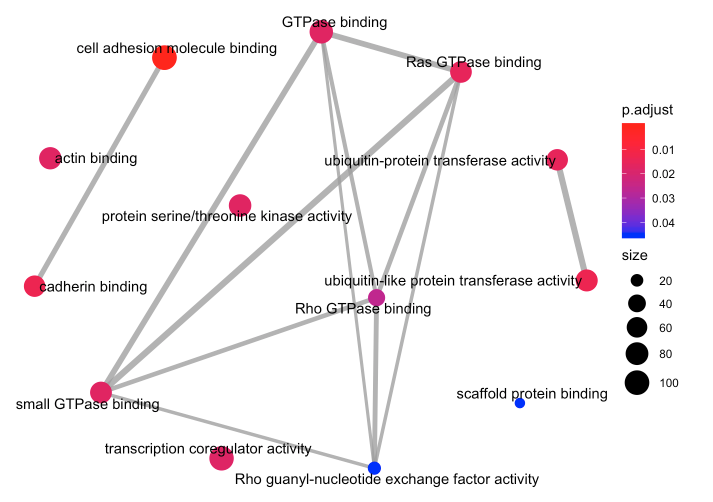 GTPase binding
cell adhesion molecule binding
Ras GTPase binding
p.adjust
0.01
0.02
0.03
0.04
actin binding
ubiquitin-protein transferase activity
protein serine/threonine kinase activity
size
20
40
60
80
100
cadherin binding
ubiquitin-like protein transferase activity
Rho GTPase binding
small GTPase binding
scaffold protein binding
transcription coregulator activity
Rho guanyl-nucleotide exchange factor activity